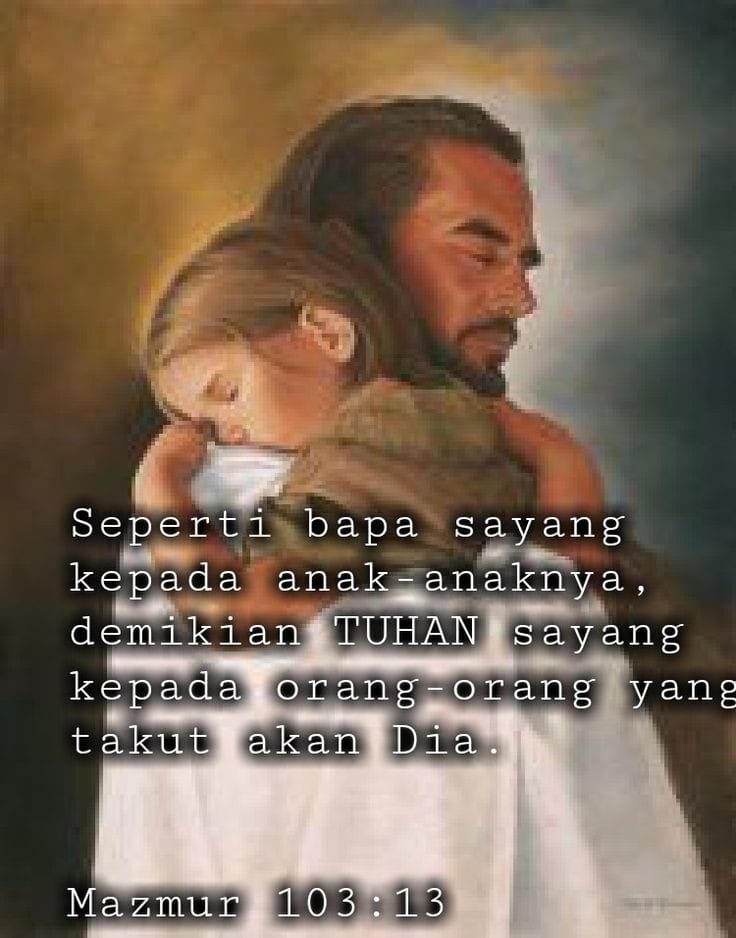 Seperti bapa sayang
kepada anak-anaknya,
demikian TUHAN sayang
kepada orang-orang yang
takut akan Dia.
Mazmur 103:13